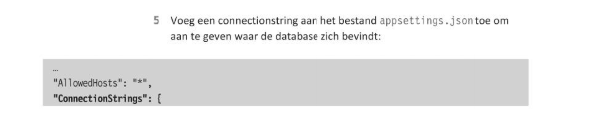 5 Voeg een connectionstring aan het bestand appsettings.json toe om
aan te geven waar de database zich bevindt:
…
"AllowedHosts": "*",
"ConnectionStrings": {